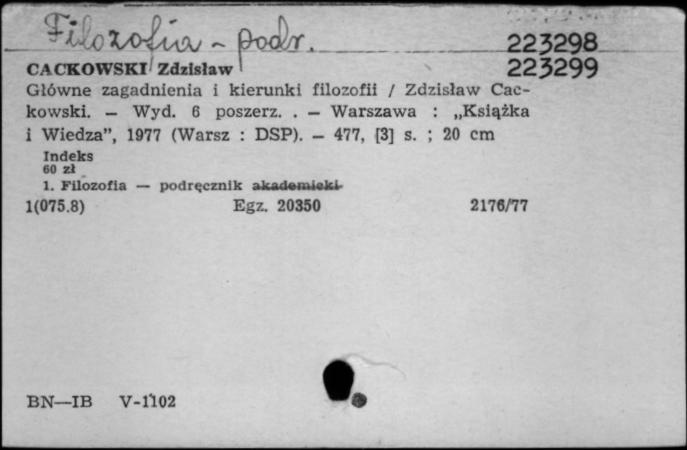 Filozofia - podr.
223298
CACKOWSKI Zdzisław 223299
Główne zagadnienia i kierunki filozofii / Zdzisław Cac-
kowski. — Wyd. 6 poszerz. . — Warszawa : „Książka
i Wiedza”, 1977 (Warsz : DSP). — 477, [3] s. ; 20 cm
Indeks
60 zł
1. Filozofia — podręcznik akademicki
1(075.8) Egz. 20350 2176/77
BN—IB V-1102